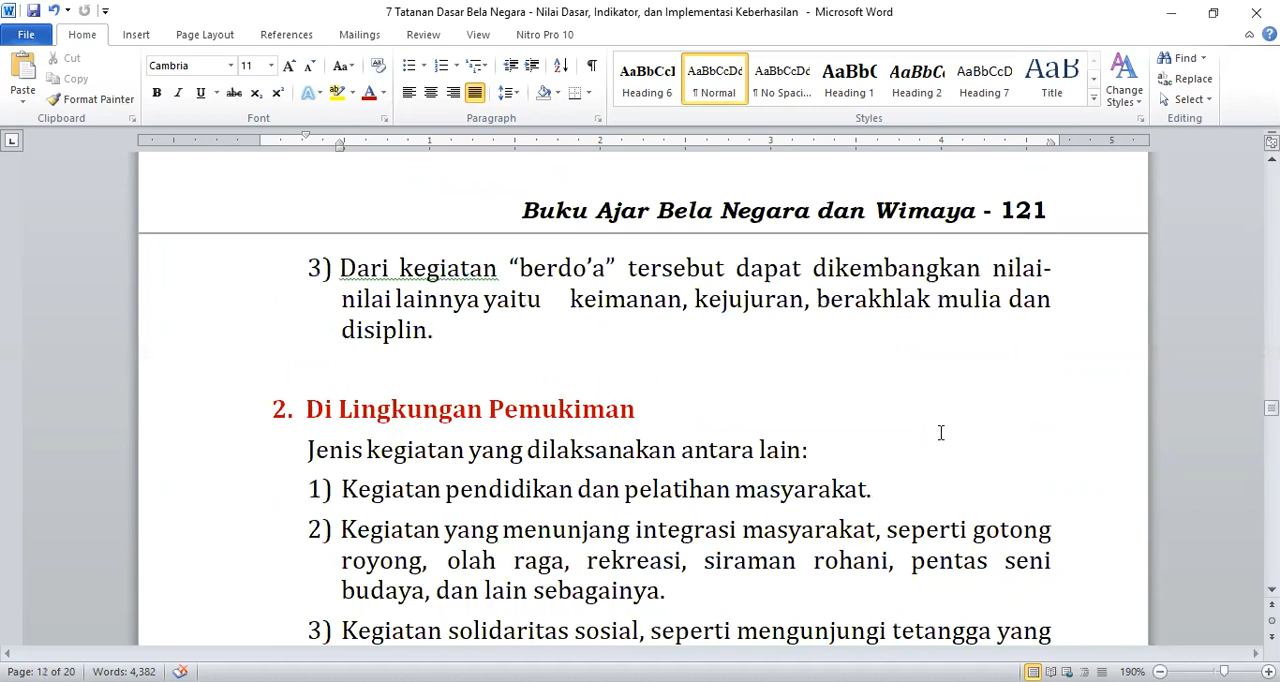 7 Tatanan Dasar Bela Negara - Nilai Dasar, Indikator, dan Implementasi Keberhasilan - Microsoft Word
File Home Insert Page Layout References Mailings Review View Nitro Pro 10
Paste
Cut
Copy
Format Painter
Clipboard
Cambria 11
Font
Paragraph
AaBbCcI AaBbCcDc AaBbCcDc AaBb( AaBbCc AaBbCcD AaB
Heading 6 ¶ Normal ¶ No Spaci... Heading 1 Heading 2 Heading 7 Title
Change Styles
Styles
Find
Replace
Select
Editing
1 2 3 4 5
Buku Ajar Bela Negara dan Wimaya - 121
3) Dari kegiatan “berdo’a” tersebut dapat dikembangkan nilai-
nilai lainnya yaitu keimanan, kejujuran, berakhlak mulia dan
disiplin.
2. Di Lingkungan Pemukiman
Jenis kegiatan yang dilaksanakan antara lain:
1) Kegiatan pendidikan dan pelatihan masyarakat.
2) Kegiatan yang menunjang integrasi masyarakat, seperti gotong
royong, olah raga, rekreasi, siraman rohani, pentas seni
budaya, dan lain sebagainya.
3) Kegiatan solidaritas sosial, seperti mengunjungi tetangga yang
Page: 12 of 20 Words: 4,382 190%